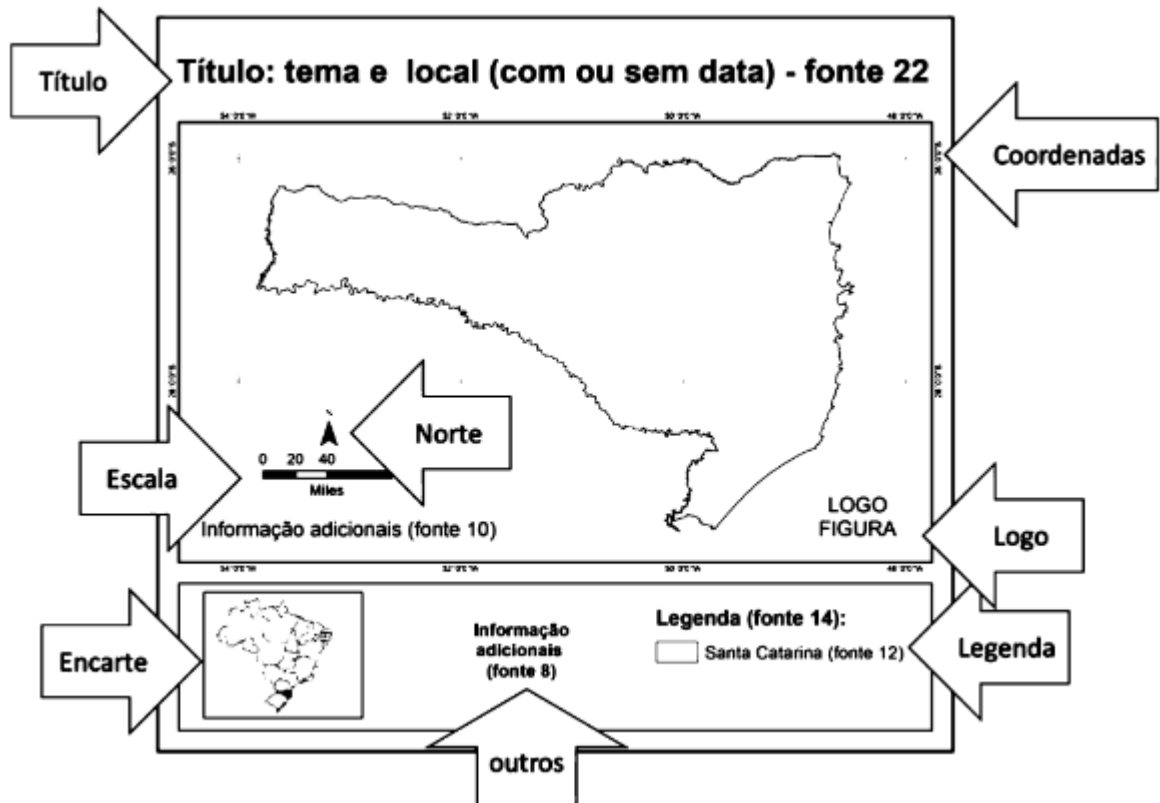 Título
Título: tema e local (com ou sem data) - fonte 22
Coordenadas
Norte
Escala
0 20 40
Miles
Informação adicionais (fonte 10)
LOGO
FIGURA
Logo
Encarte
Informação
adicionais
(fonte 8)
Legenda (fonte 14):
Santa Catarina (fonte 12)
Legenda
outros